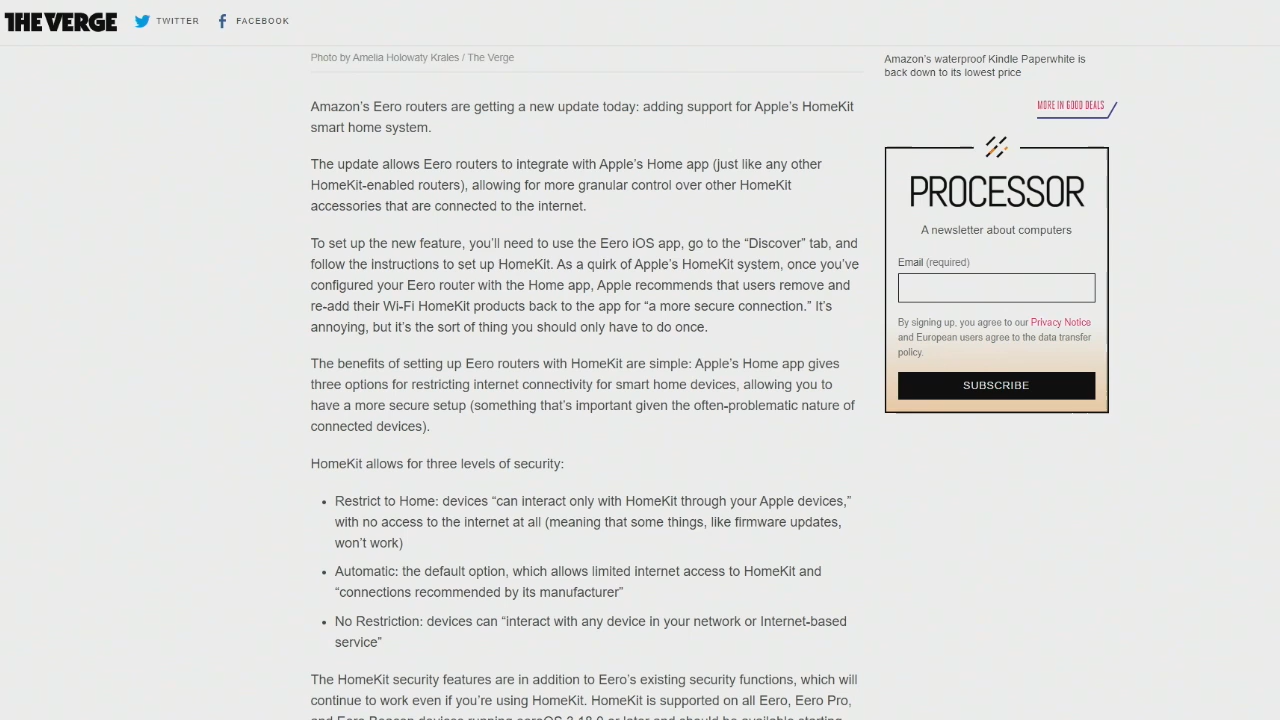 THE VERGE
TWITTER
FACEBOOK
Photo by Amelia Holowaty Krales / The Verge
Amazon’s Eero routers are getting a new update today: adding support for Apple’s HomeKit
smart home system.
The update allows Eero routers to integrate with Apple’s Home app (just like any other
HomeKit-enabled routers), allowing for more granular control over other HomeKit
accessories that are connected to the internet.
To set up the new feature, you’ll need to use the Eero iOS app, go to the “Discover” tab, and
follow the instructions to set up HomeKit. As a quirk of Apple’s HomeKit system, once you’ve
configured your Eero router with the Home app, Apple recommends that users remove and
re-add their Wi-Fi HomeKit products back to the app for “a more secure connection.” It’s
annoying, but it’s the sort of thing you should only have to do once.
The benefits of setting up Eero routers with HomeKit are simple: Apple’s Home app gives
three options for restricting internet connectivity for smart home devices, allowing you to
have a more secure setup (something that’s important given the often-problematic nature of
connected devices).
HomeKit allows for three levels of security:
• Restrict to Home: devices “can interact only with HomeKit through your Apple devices,”
with no access to the internet at all (meaning that some things, like firmware updates,
won’t work)
• Automatic: the default option, which allows limited internet access to HomeKit and
“connections recommended by its manufacturer”
• No Restriction: devices can “interact with any device in your network or Internet-based
service”
The HomeKit security features are in addition to Eero’s existing security functions, which will
continue to work even if you’re using HomeKit. HomeKit is supported on all Eero, Eero Pro,
and Eero Beacon devices running eeroOS 3.18.0 or later and should be available starting
Amazon’s waterproof Kindle Paperwhite is
back down to its lowest price
MORE IN GOOD DEALS
PROCESSOR
A newsletter about computers
Email (required)
By signing up, you agree to our Privacy Notice
and European users agree to the data transfer
policy.
SUBSCRIBE